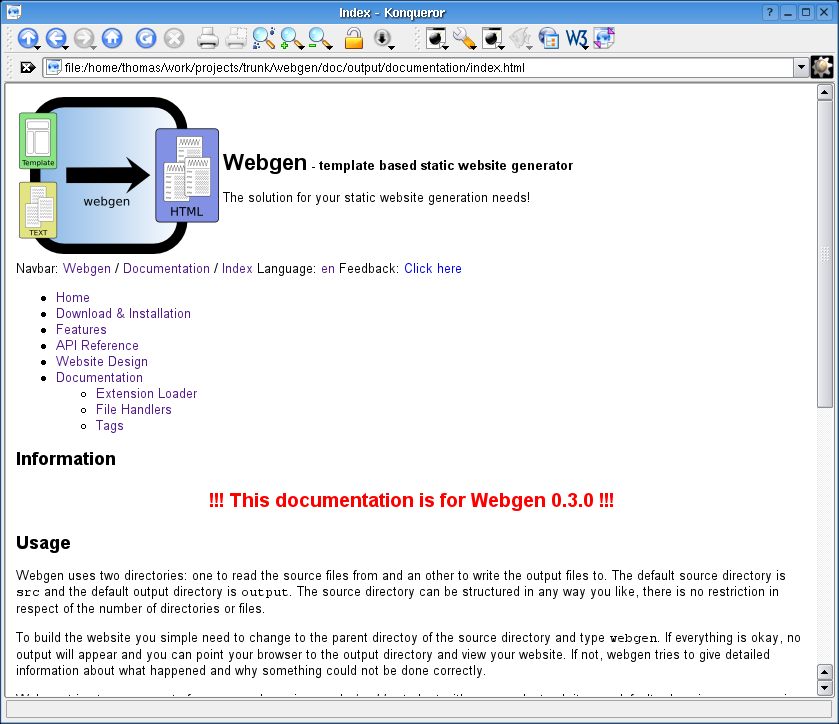 Index - Konqueror
file:/home/thomas/work/projects/trunk/webgen/doc/output/documentation/index.html
Template
webgen
TEXT
HTML
Webgen - template based static website generator
The solution for your static website generation needs!
Navbar: Webgen / Documentation / Index Language: en Feedback: Click here
Home
Download & Installation
Features
API Reference
Website Design
Documentation
Extension Loader
File Handlers
Tags
Information
!!! This documentation is for Webgen 0.3.0 !!!
Usage
Webgen uses two directories: one to read the source files from and an other to write the output files to. The default source directory is
src and the default output directory is output. The source directory can be structured in any way you like, there is no restriction in
respect of the number of directories or files.
To build the website you simple need to change to the parent directoy of the source directory and type webgen. If everything is okay, no
output will appear and you can point your browser to the output directory and view your website. If not, webgen tries to give detailed
information about what happened and why something could not be done correctly.